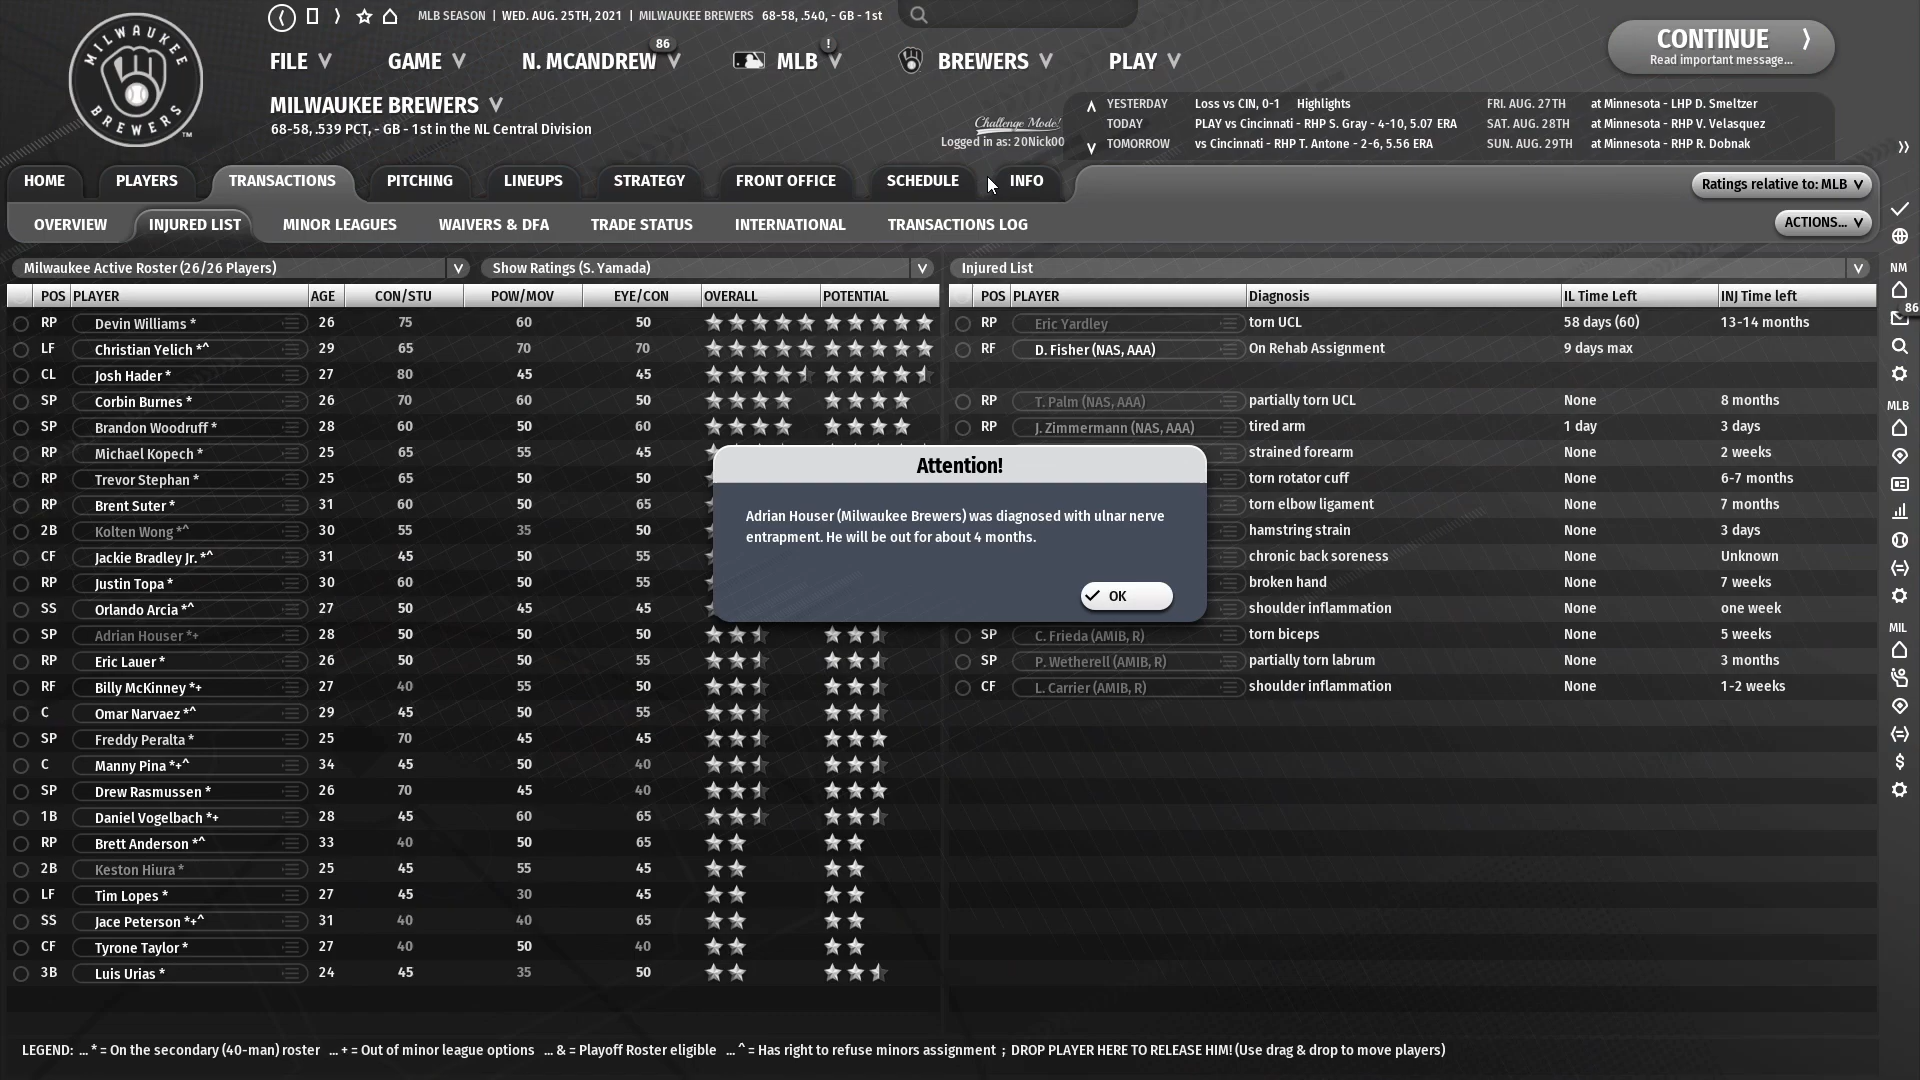 MILWAUKEE BREWERS ™
MLB SEASON | WED. AUG. 25TH, 2021 | MILWAUKEE BREWERS 68-58, .540, - GB - 1st
FILE GAME N. MCANDREW 86 MLB ! BREWERS PLAY
CONTINUE
Read important message...
MILWAUKEE BREWERS
68-58, .539 PCT, - GB - 1st in the NL Central Division
Challenge Mode!
Logged in as: 20Nick00
YESTERDAY Loss vs CIN, 0-1 Highlights FRI. AUG. 27TH at Minnesota - LHP D. Smeltzer
TODAY PLAY vs Cincinnati - RHP S. Gray - 4-10, 5.07 ERA SAT. AUG. 28TH at Minnesota - RHP V. Velasquez
TOMORROW vs Cincinnati - RHP T. Antone - 2-6, 5.56 ERA SUN. AUG. 29TH at Minnesota - RHP R. Dobnak
HOME PLAYERS TRANSACTIONS PITCHING LINEUPS STRATEGY FRONT OFFICE SCHEDULE INFO
Ratings relative to: MLB
OVERVIEW INJURED LIST MINOR LEAGUES WAIVERS & DFA TRADE STATUS INTERNATIONAL TRANSACTIONS LOG
ACTIONS...
Milwaukee Active Roster (26/26 Players) Show Ratings (S. Yamada) Injured List
POS PLAYER AGE CON/STU POW/MOV EYE/CON OVERALL POTENTIAL
RP Devin Williams * 26 75 60 50
LF Christian Yelich *^ 29 65 70 70
CL Josh Hader * 27 80 45 45
SP Corbin Burnes * 26 70 60 50
SP Brandon Woodruff * 28 60 50 60
RP Michael Kopech * 25 65 55 45
RP Trevor Stephan * 25 65 50 50
RP Brent Suter * 31 60 50 65
2B Kolten Wong *^ 30 55 35 50
CF Jackie Bradley Jr. *^ 31 45 50 55
RP Justin Topa * 30 60 50 55
SS Orlando Arcia *^ 27 50 45 45
SP Adrian Houser *+ 28 50 50 50
RP Eric Lauer * 26 50 50 55
RF Billy McKinney *+ 27 40 55 50
C Omar Narvaez *^ 29 45 50 55
SP Freddy Peralta * 25 70 45 45
C Manny Pina *+^ 34 45 50 40
SP Drew Rasmussen * 26 70 45 40
1B Daniel Vogelbach *+ 28 45 60 65
RP Brett Anderson *^ 33 40 50 65
2B Keston Hiura * 25 45 55 45
LF Tim Lopes * 27 45 30 45
SS Jace Peterson *+^ 31 40 40 65
CF Tyrone Taylor * 27 40 50 40
3B Luis Urias * 24 45 35 50
POS PLAYER Diagnosis IL Time Left INJ Time left
RP Eric Yardley torn UCL 58 days (60) 13-14 months
RF D. Fisher (NAS, AAA) On Rehab Assignment 9 days max
RP T. Palm (NAS, AAA) partially torn UCL None 8 months
RP J. Zimmermann (NAS, AAA) tired arm 1 day 3 days
strained forearm None 2 weeks
torn rotator cuff None 6-7 months
torn elbow ligament None 7 months
hamstring strain None 3 days
chronic back soreness None Unknown
broken hand None 7 weeks
shoulder inflammation None one week
SP C. Frieda (AMIB, R) torn biceps None 5 weeks
SP P. Wetherell (AMIB, R) partially torn labrum None 3 months
CF L. Carrier (AMIB, R) shoulder inflammation None 1-2 weeks
Attention!
Adrian Houser (Milwaukee Brewers) was diagnosed with ulnar nerve
entrapment. He will be out for about 4 months.
OK
NM
86
MLB
MIL
$
LEGEND: ... * = On the secondary (40-man) roster ... + = Out of minor league options ... & = Playoff Roster eligible ... ^ = Has right to refuse minors assignment ; DROP PLAYER HERE TO RELEASE HIM! (Use drag & drop to move players)